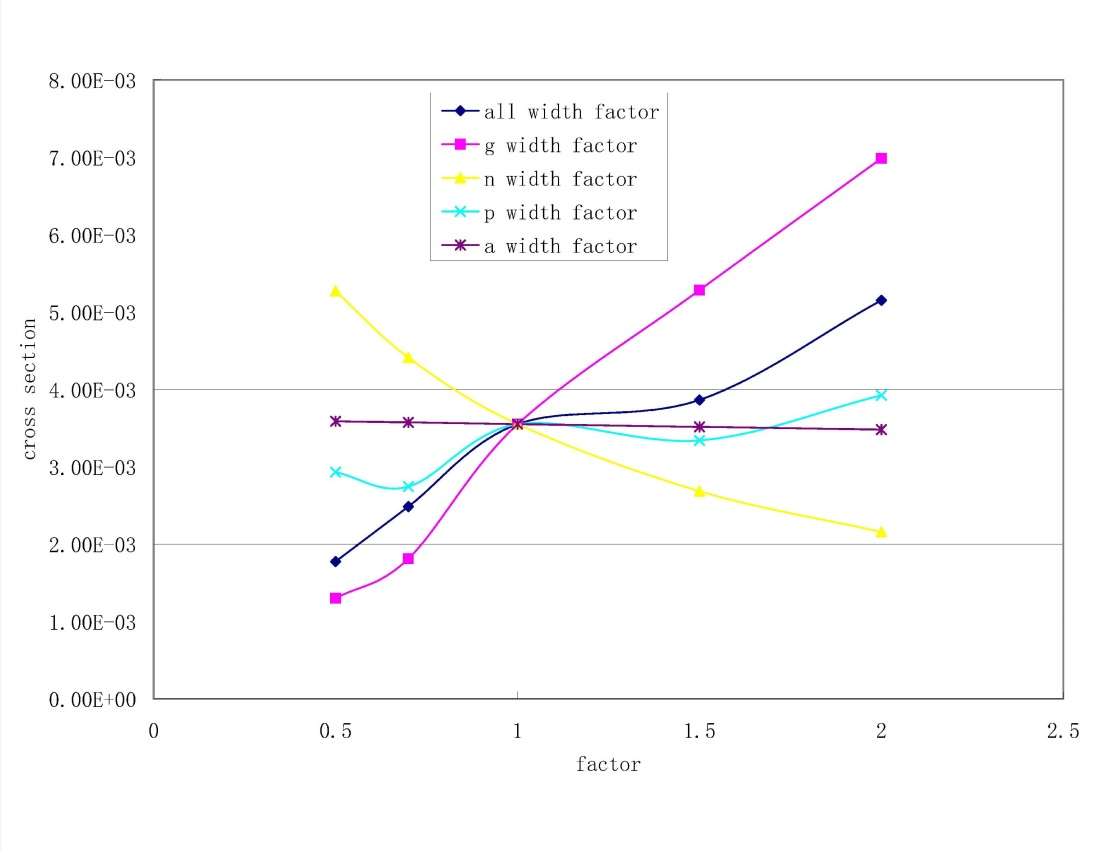 8.00E-03
7.00E-03
6.00E-03
5.00E-03
4.00E-03
3.00E-03
2.00E-03
1.00E-03
0.00E+00
cross section
all width factor
g width factor
n width factor
p width factor
a width factor
0 0.5 1 1.5 2 2.5
factor